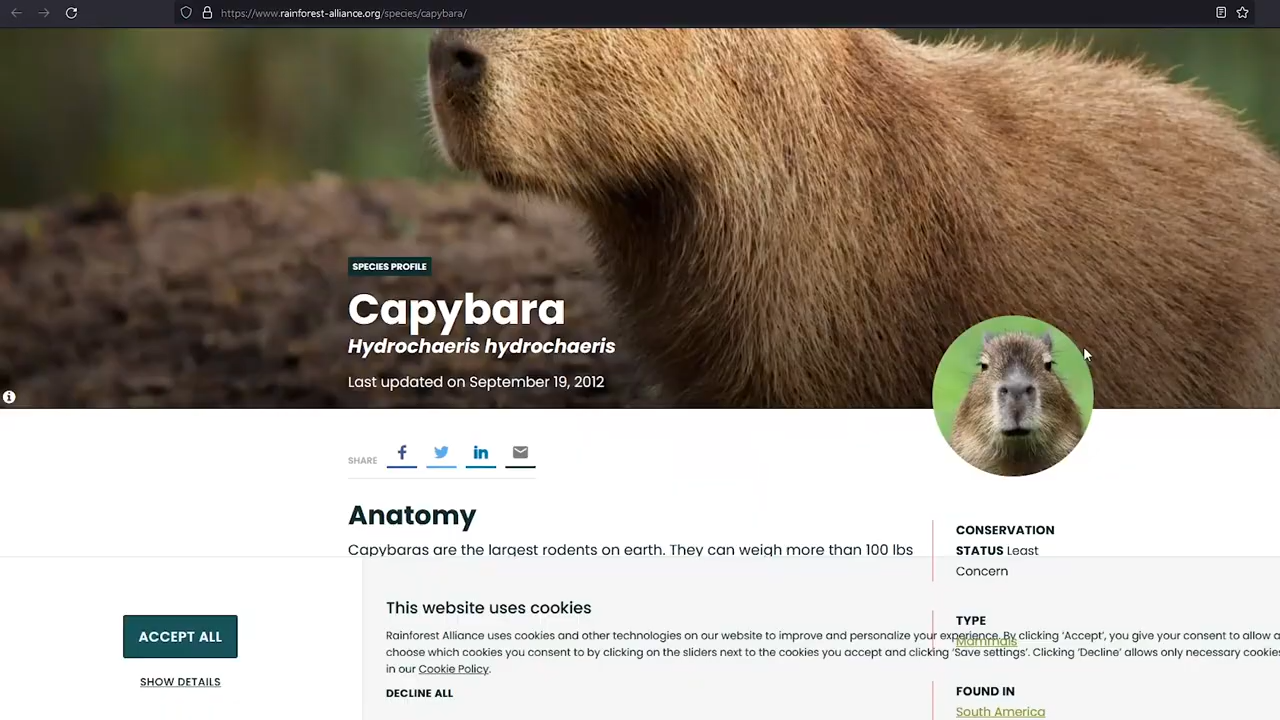 https://www.rainforest-alliance.org/species/capybara/
SPECIES PROFILE
Capybara
Hydrochaeris hydrochaeris
Last updated on September 19, 2012
SHARE
Anatomy
Capybaras are the largest rodents on earth. They can weigh more than 100 lbs
CONSERVATION
STATUS Least
Concern
TYPE
Mammals
FOUND IN
South America
This website uses cookies
Rainforest Alliance uses cookies and other technologies on our website to improve and personalize your experience. By clicking ‘Accept’, you give your consent to allow a
choose which cookies you consent to by clicking on the sliders next to the cookies you accept and clicking ‘Save settings’. Clicking ‘Decline’ allows only necessary cookies
in our Cookie Policy.
DECLINE ALL
ACCEPT ALL
SHOW DETAILS